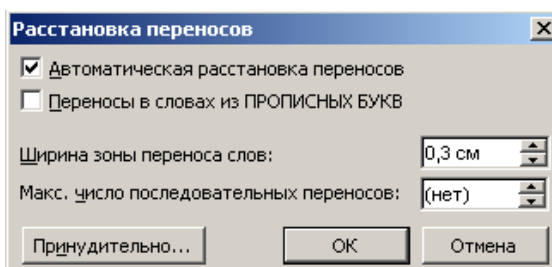 Расстановка переносов
Автоматическая расстановка переносов
Переносы в словах из ПРОПИСНЫХ БУКВ
Ширина зоны переноса слов: 0,3 см
Макс. число последовательных переносов: (нет)
Принудительно... ОК Отмена